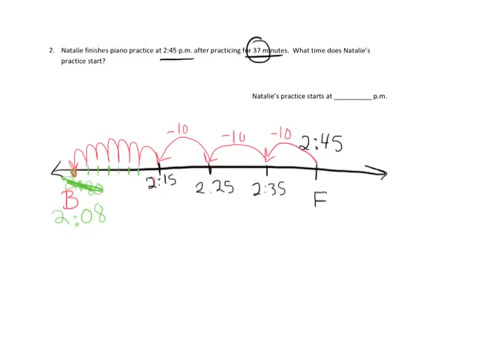 2. Natalie finishes piano practice at 2:45 p.m. after practicing for 37 minutes. What time does Natalie's
practice start?
Natalie's practice starts at __________ p.m.
-10 -10 -10 2:45
2:15 2:25 2:35
B F
2:08